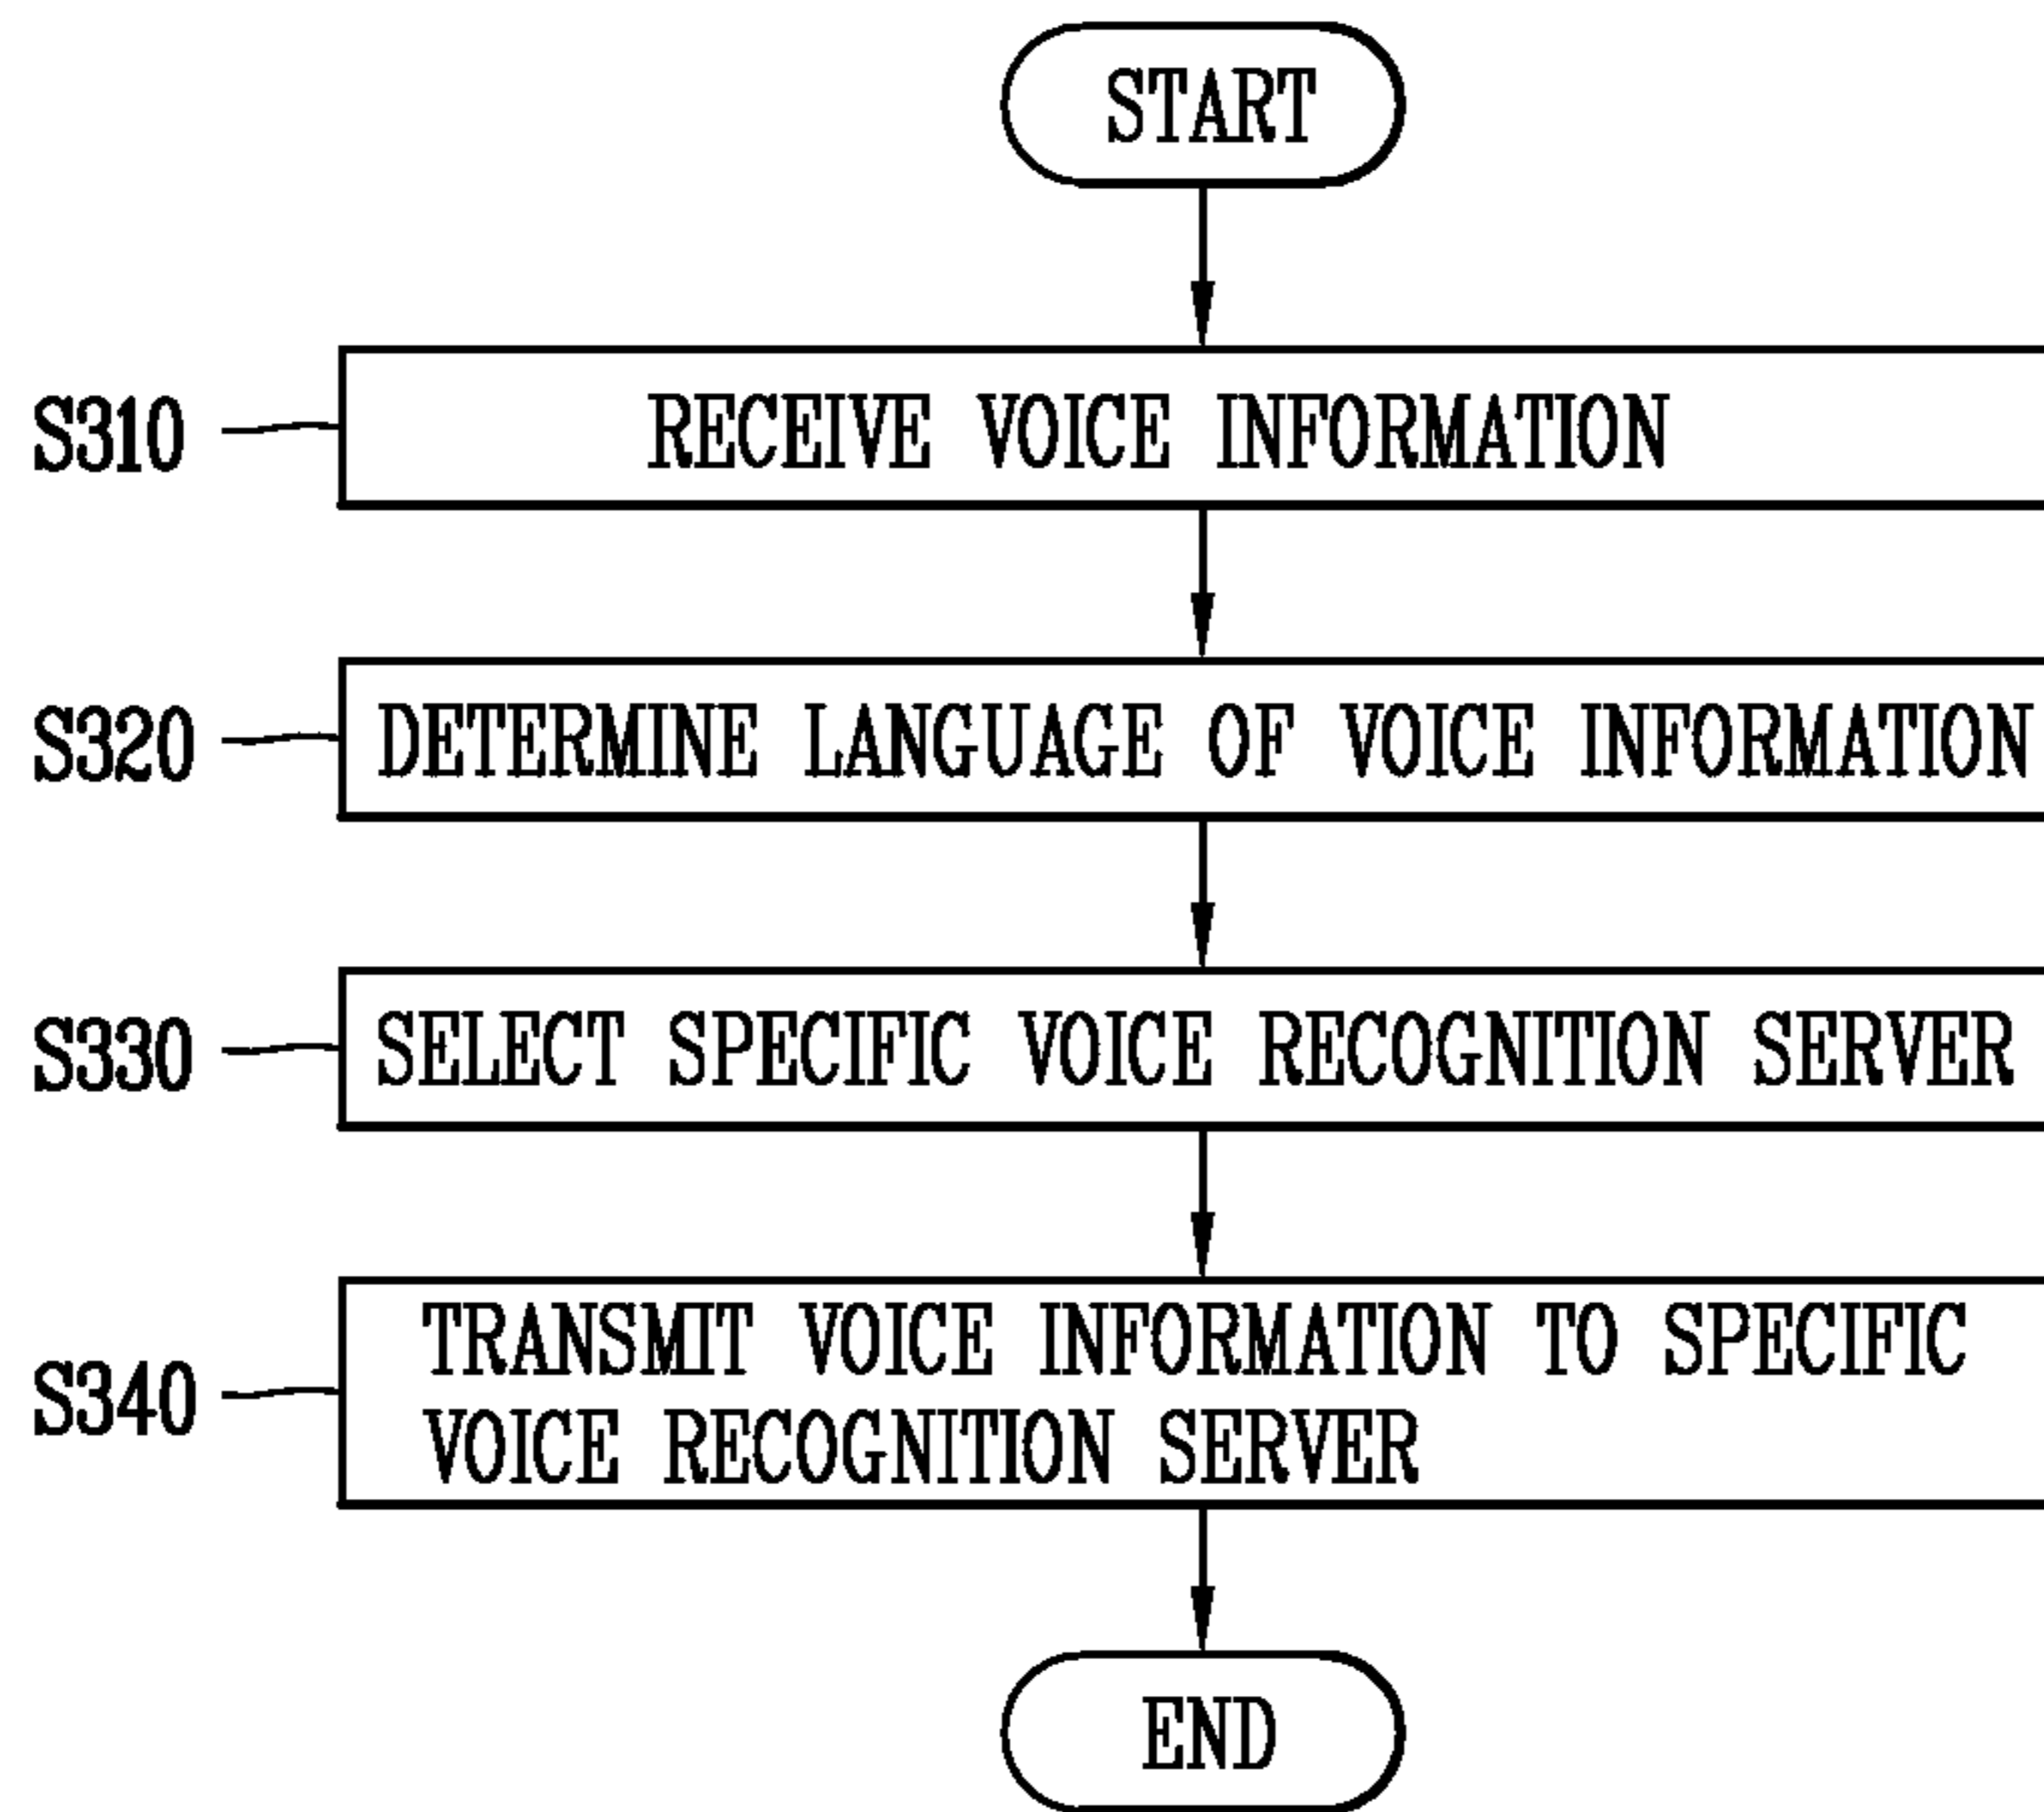 START
S310 RECEIVE VOICE INFORMATION
S320 DETERMINE LANGUAGE OF VOICE INFORMATION
S330 SELECT SPECIFIC VOICE RECOGNITION SERVER
S340 TRANSMIT VOICE INFORMATION TO SPECIFIC
VOICE RECOGNITION SERVER
END